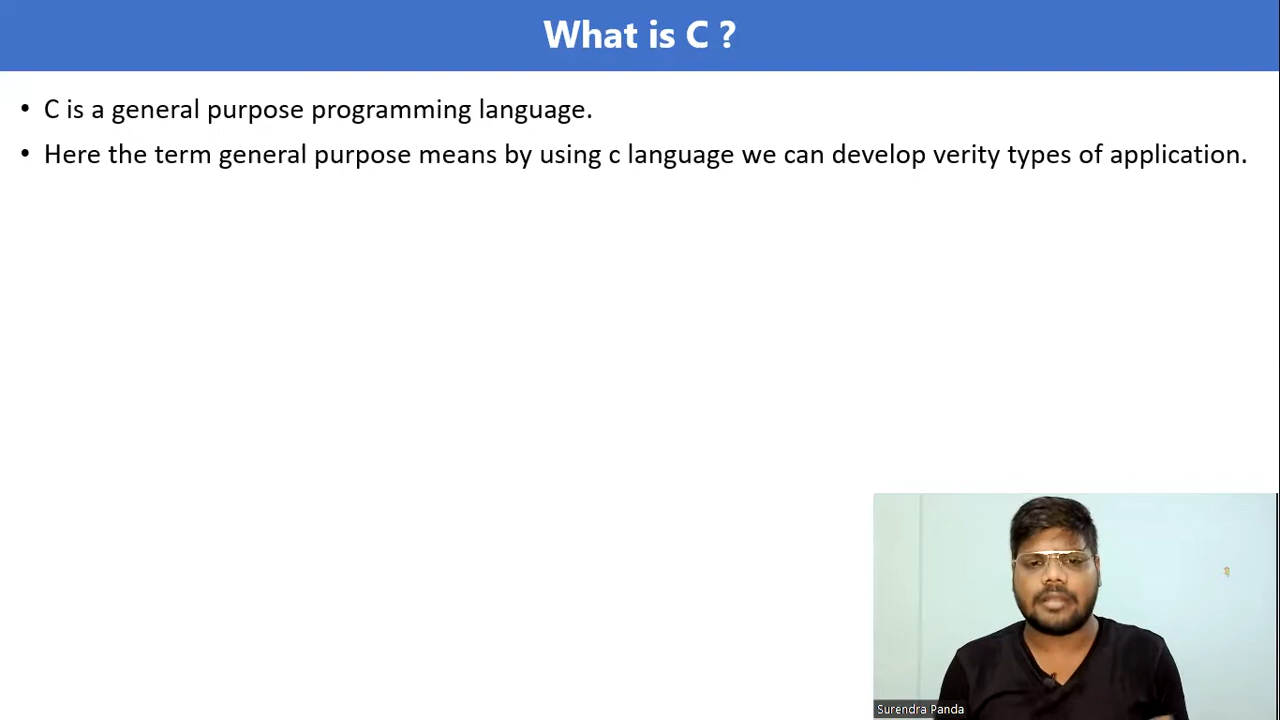 What is C ?
• C is a general purpose programming language.
• Here the term general purpose means by using c language we can develop verity types of application.
Surendra Panda